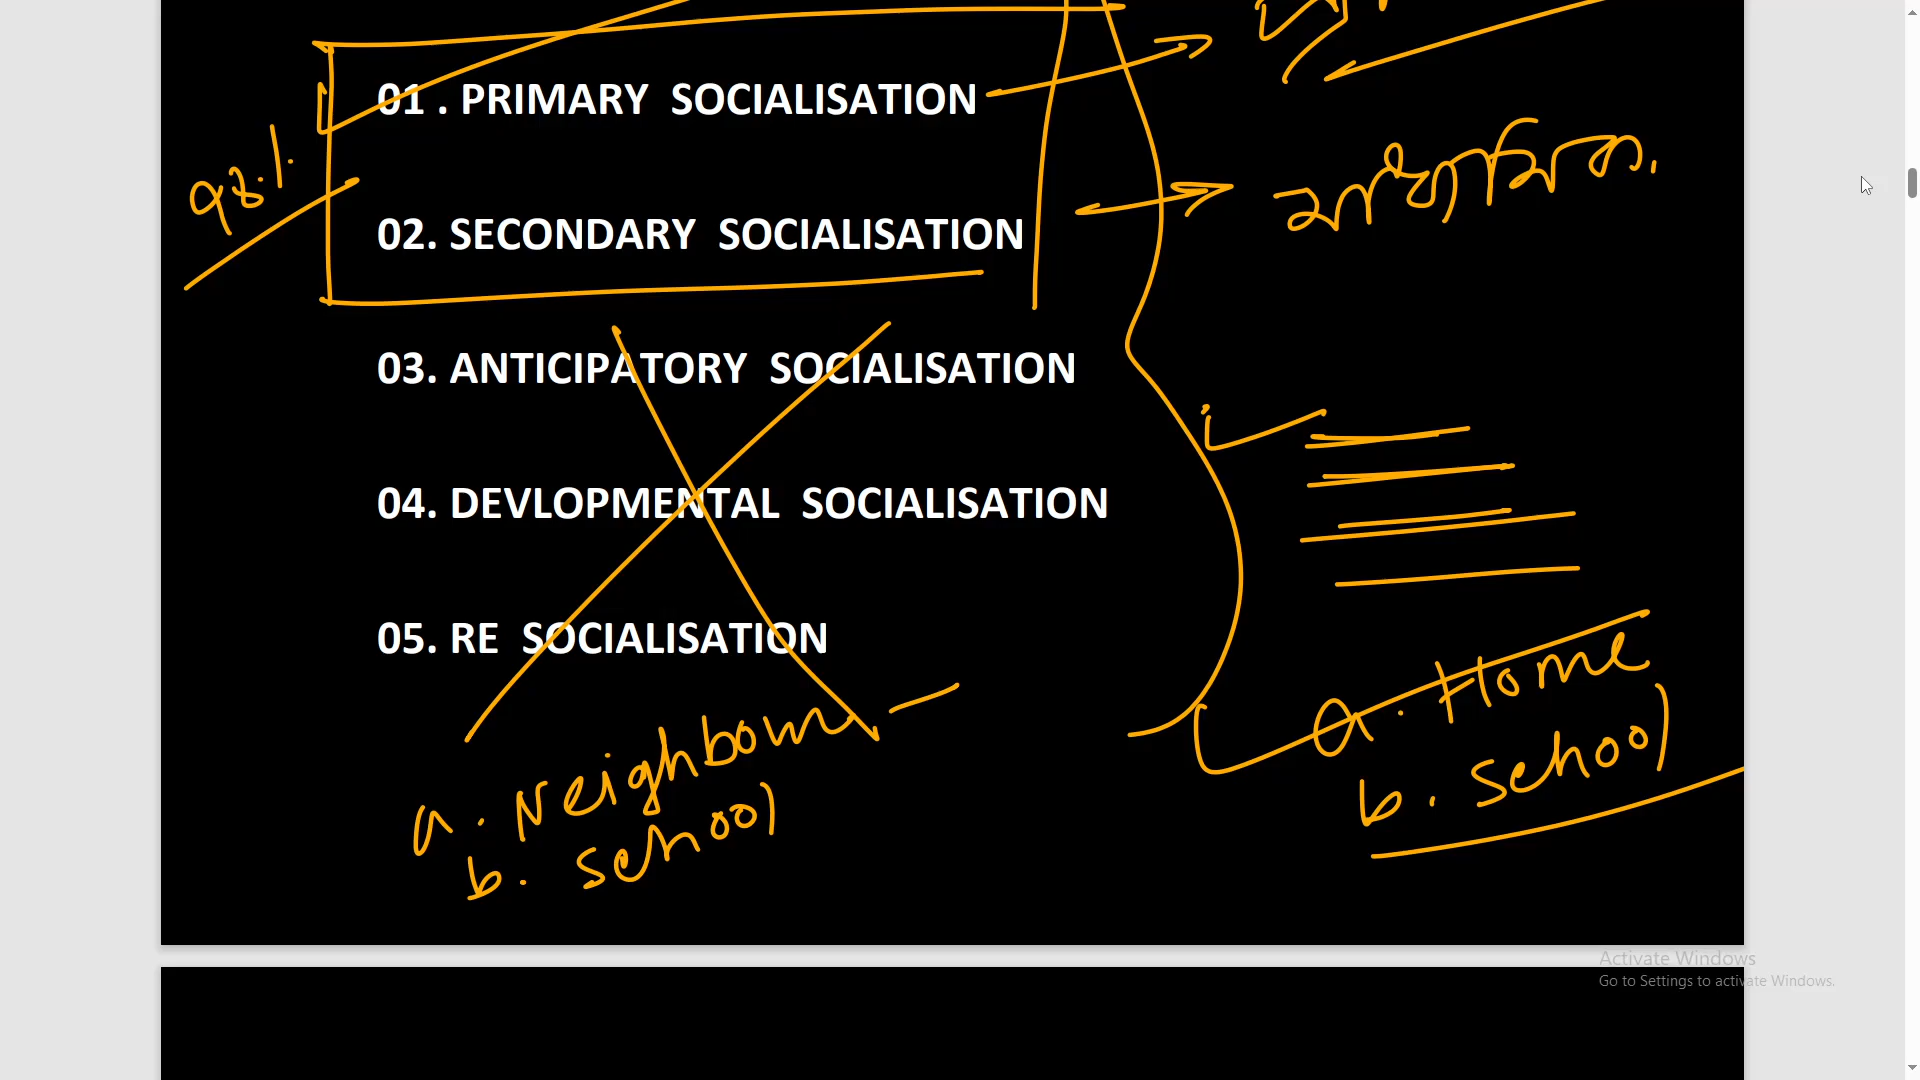 01 . PRIMARY SOCIALISATION
02. SECONDARY SOCIALISATION
03. ANTICIPATORY SOCIALISATION
04. DEVLOPMENTAL SOCIALISATION
05. RE SOCIALISATION
a. Home
b. School
a. Neighbour
b. School
Activate Windows
Go to Settings to activate Windows.